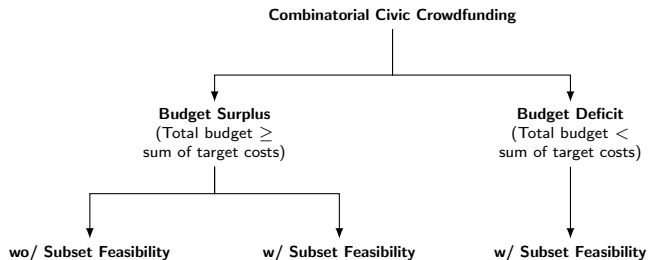 Combinatorial Civic Crowdfunding
Budget Surplus
(Total budget ≥
sum of target costs)
Budget Deficit
(Total budget <
sum of target costs)
wo/ Subset Feasibility
w/ Subset Feasibility
w/ Subset Feasibility